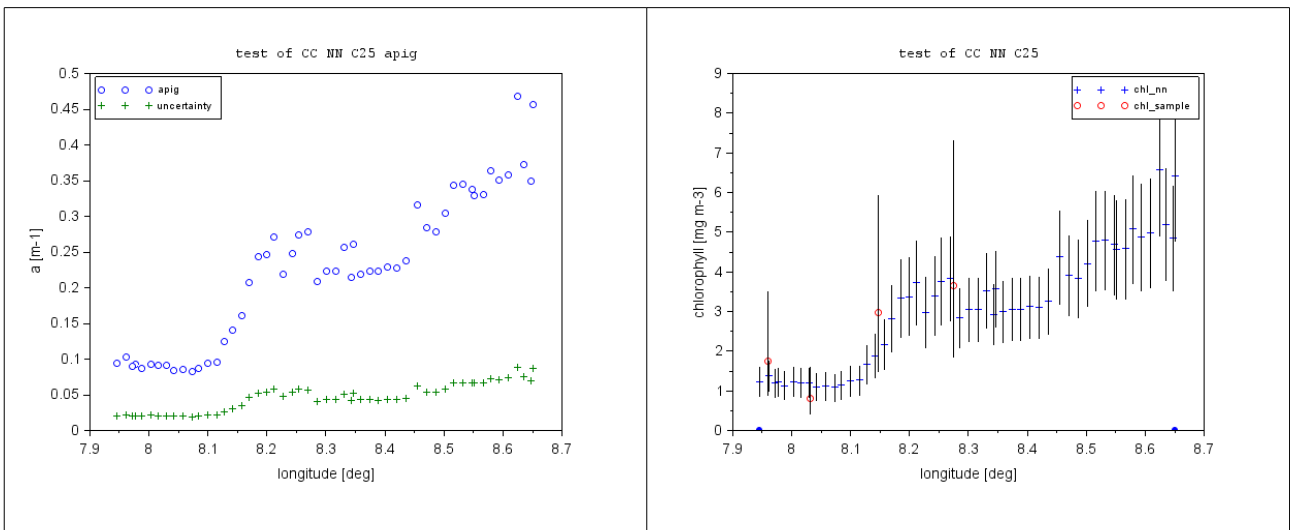 test of CC NN C25 apig
0.5
0.45
0.4
0.35
0.3
0.25
0.2
0.15
0.1
0.05
0
apig
uncertainty
a [m-1]
7.9 8 8.1 8.2 8.3 8.4 8.5 8.6 8.7
longitude [deg]
test of CC NN C25
9
8
7
6
5
4
3
2
1
0
chl_nn
chl_sample
chlorophyll [mg m-3]
7.9 8 8.1 8.2 8.3 8.4 8.5 8.6 8.7
longitude [deg]